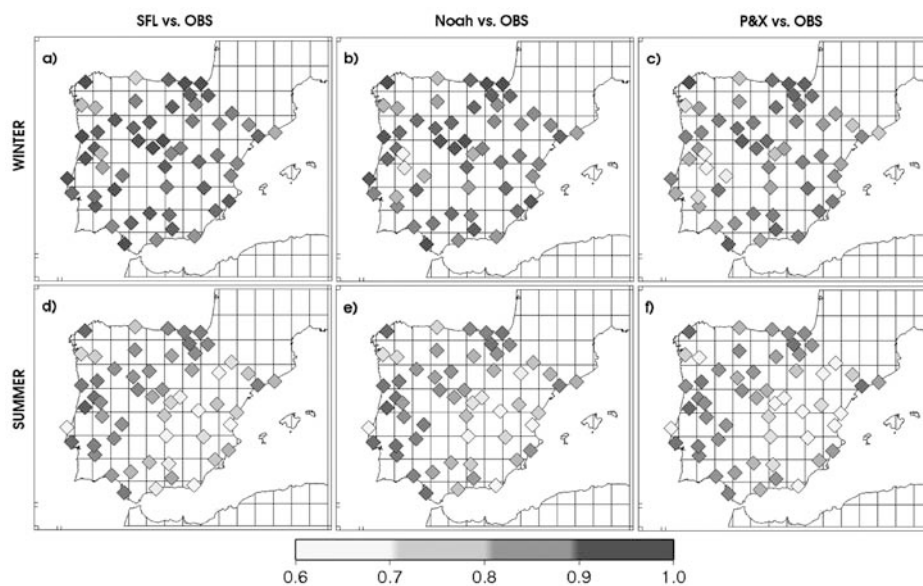 SFL vs. OBS Noah vs. OBS P&X vs. OBS
WINTER
a) b) c)
SUMMER
d) e) f)
0.6 0.7 0.8 0.9 1.0